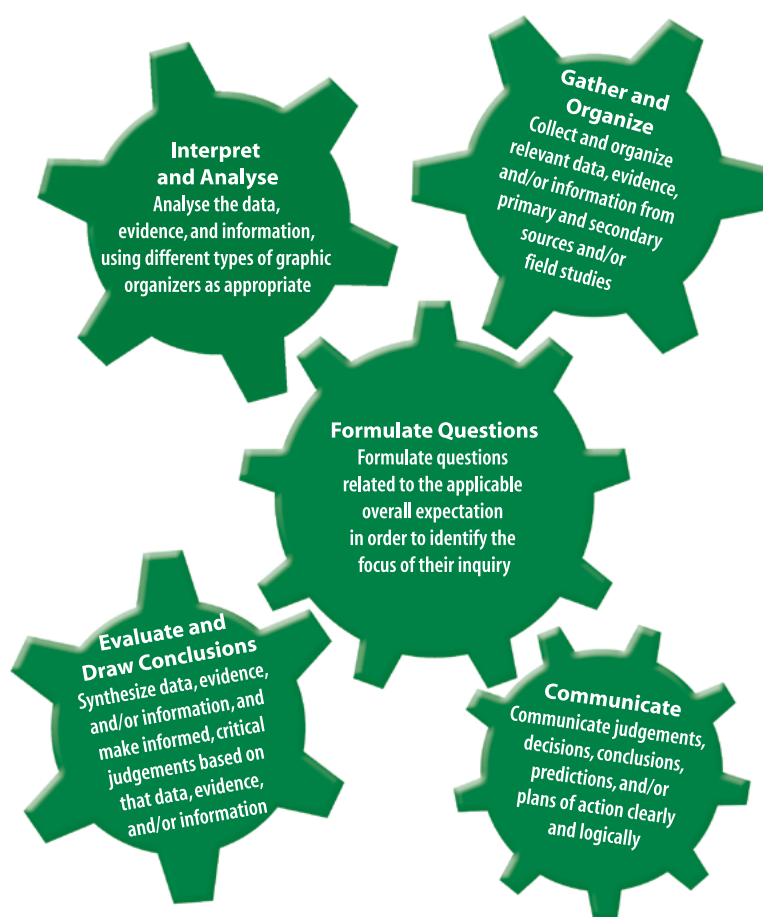 Interpret
and Analyse
Analyse the data,
evidence, and information,
using different types of graphic
organizers as appropriate
Gather and
Organize
Collect and organize
relevant data, evidence,
and/or information from
primary and secondary
sources and/or
field studies
Formulate Questions
Formulate questions
related to the applicable
overall expectation
in order to identify the
focus of their inquiry
Evaluate and
Draw Conclusions
Synthesize data, evidence,
and/or information, and
make informed, critical
judgements based on
that data, evidence,
and/or information
Communicate
Communicate judgements,
decisions, conclusions,
predictions, and/or
plans of action clearly
and logically